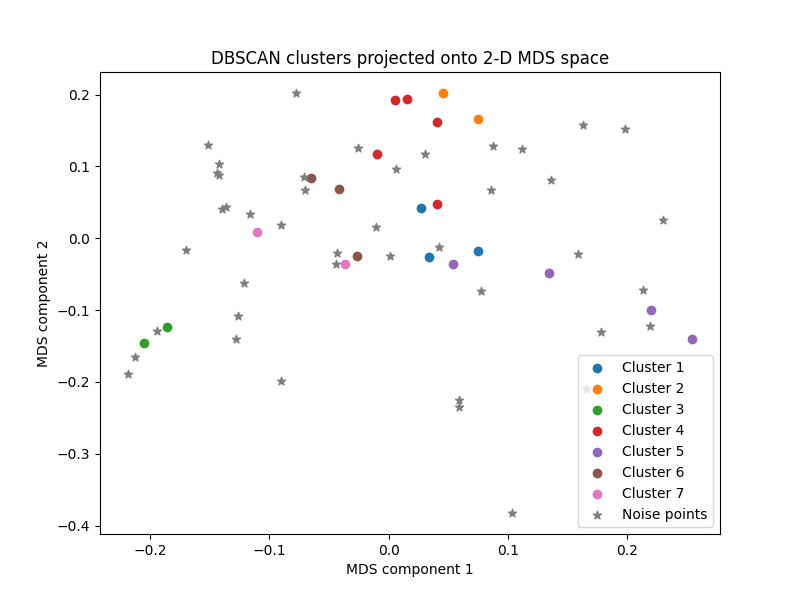 DBSCAN clusters projected onto 2-D MDS space
0.2
0.1
0.0
−0.1
−0.2
−0.3
−0.4
MDS component 2
Cluster 1
Cluster 2
Cluster 3
Cluster 4
Cluster 5
Cluster 6
Cluster 7
Noise points
−0.2
−0.1
0.0
0.1
0.2
MDS component 1